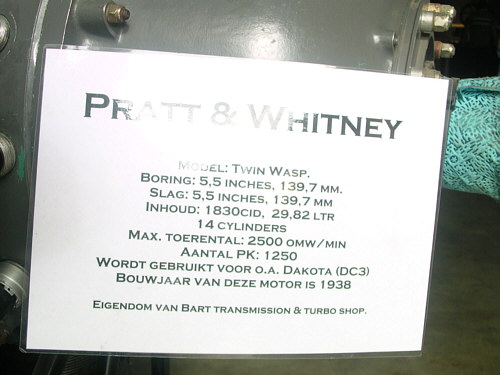 PRATT & WHITNEY
MODEL: TWIN WASP.
BORING: 5,5 INCHES, 139,7 MM.
SLAG: 5,5 INCHES, 139,7 MM
INHOUD: 1830CID, 29,82 LTR
14 CYLINDERS
MAX. TOERENTAL: 2500 OMW/MIN
AANTAL PK: 1250
WORDT GEBRUIKT VOOR O.A. DAKOTA (DC3)
BOUWJAAR VAN DEZE MOTOR IS 1938
EIGENDOM VAN BART TRANSMISSION & TURBO SHOP.